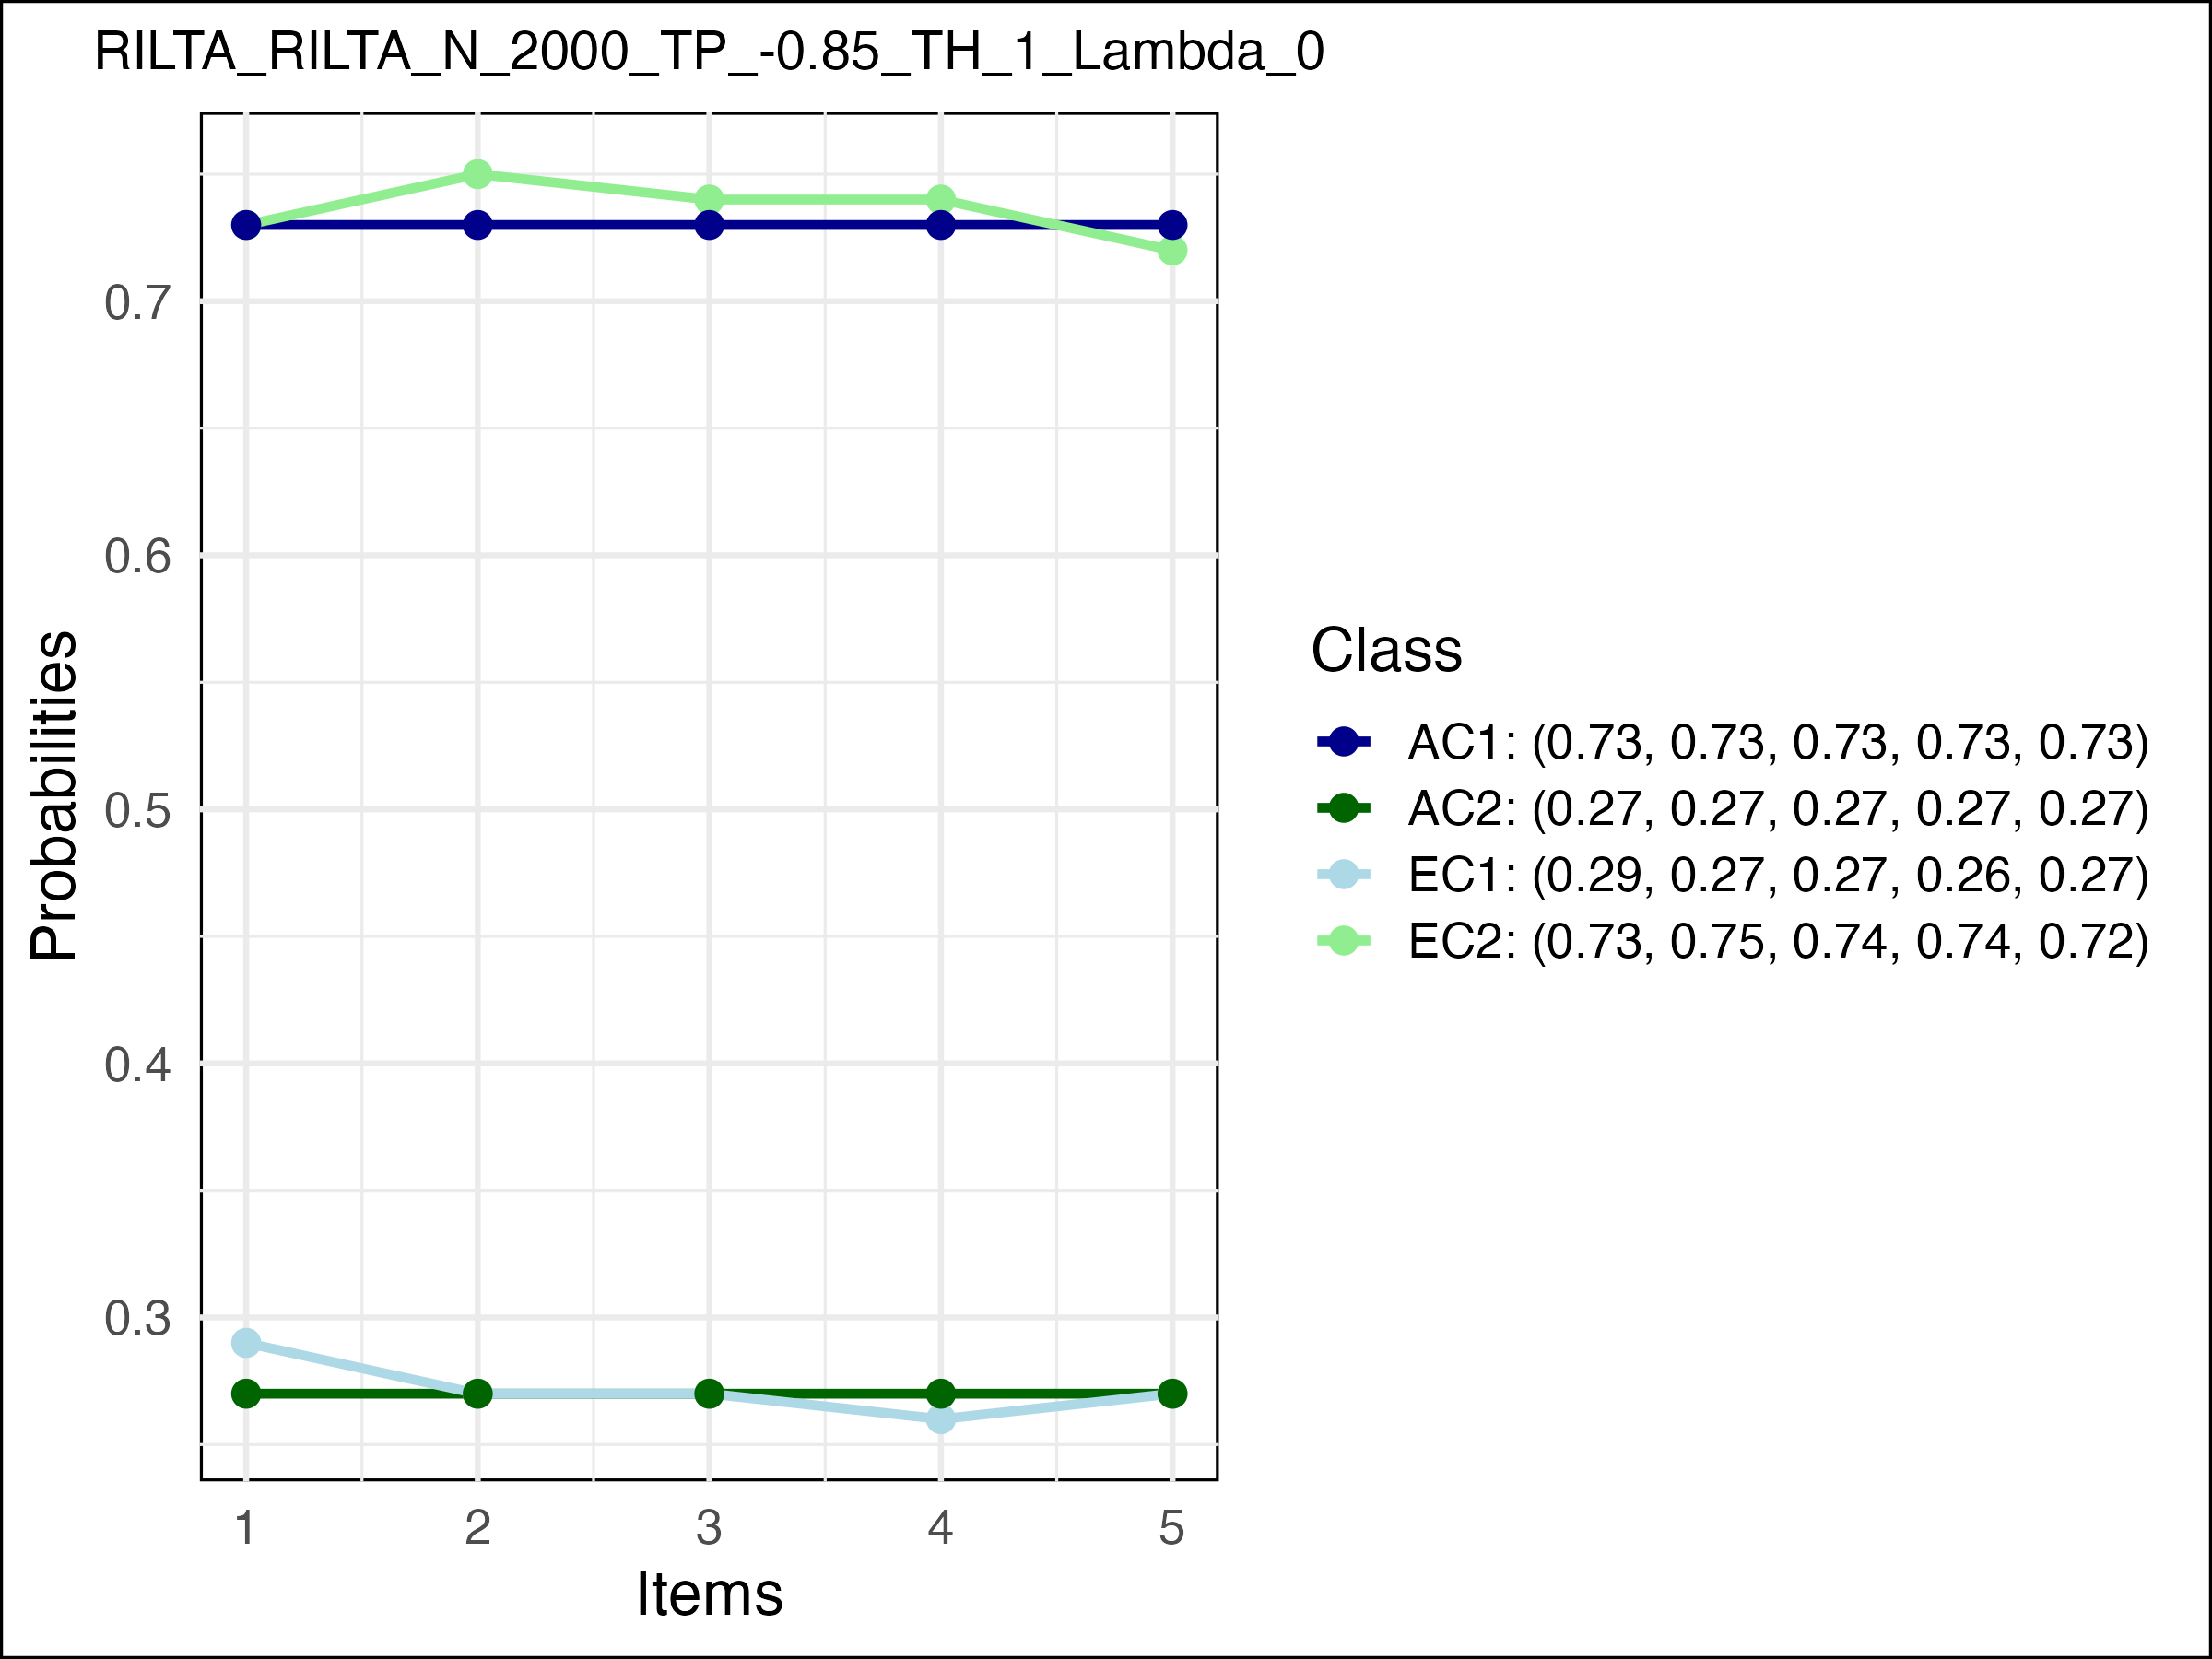 RILTA_RILTA_N_2000_TP_-0.85_TH_1_Lambda_0
Probabilities
0.7
0.6
0.5
0.4
0.3
1 2 3 4 5
Items
Class
AC1: (0.73, 0.73, 0.73, 0.73, 0.73)
AC2: (0.27, 0.27, 0.27, 0.27, 0.27)
EC1: (0.29, 0.27, 0.27, 0.26, 0.27)
EC2: (0.73, 0.75, 0.74, 0.74, 0.72)